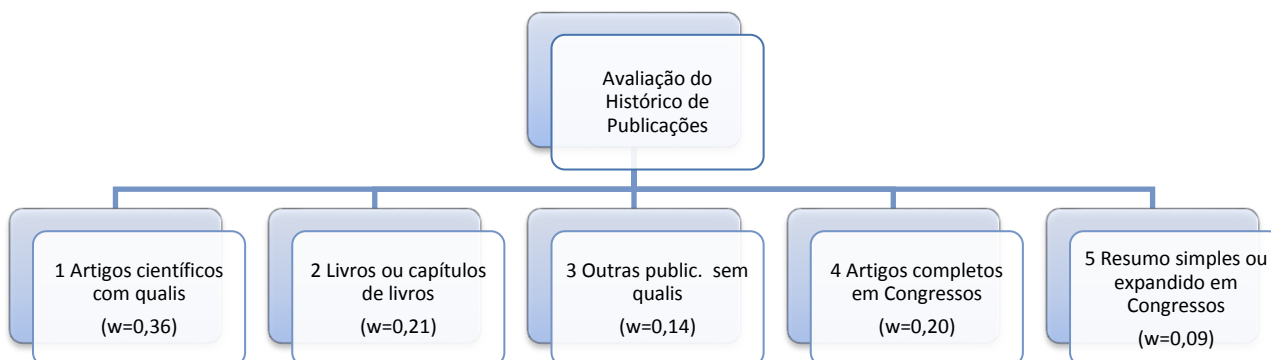 Avaliação do
Histórico de
Publicações
1 Artigos científicos
com qualis
(w=0,36)
2 Livros ou capítulos
de livros
(w=0,21)
3 Outras public. sem
qualis
(w=0,14)
4 Artigos completos
em Congressos
(w=0,20)
5 Resumo simples ou
expandido em
Congressos
(w=0,09)